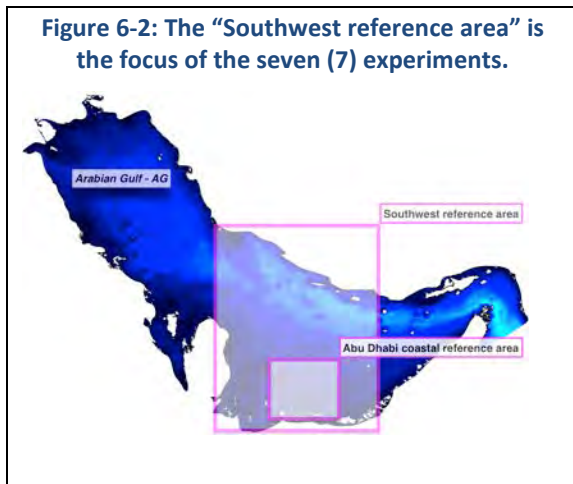 Figure 6-2: The “Southwest reference area” is
the focus of the seven (7) experiments.
Arabian Gulf - AG
Southwest reference area
Abu Dhabi coastal reference area